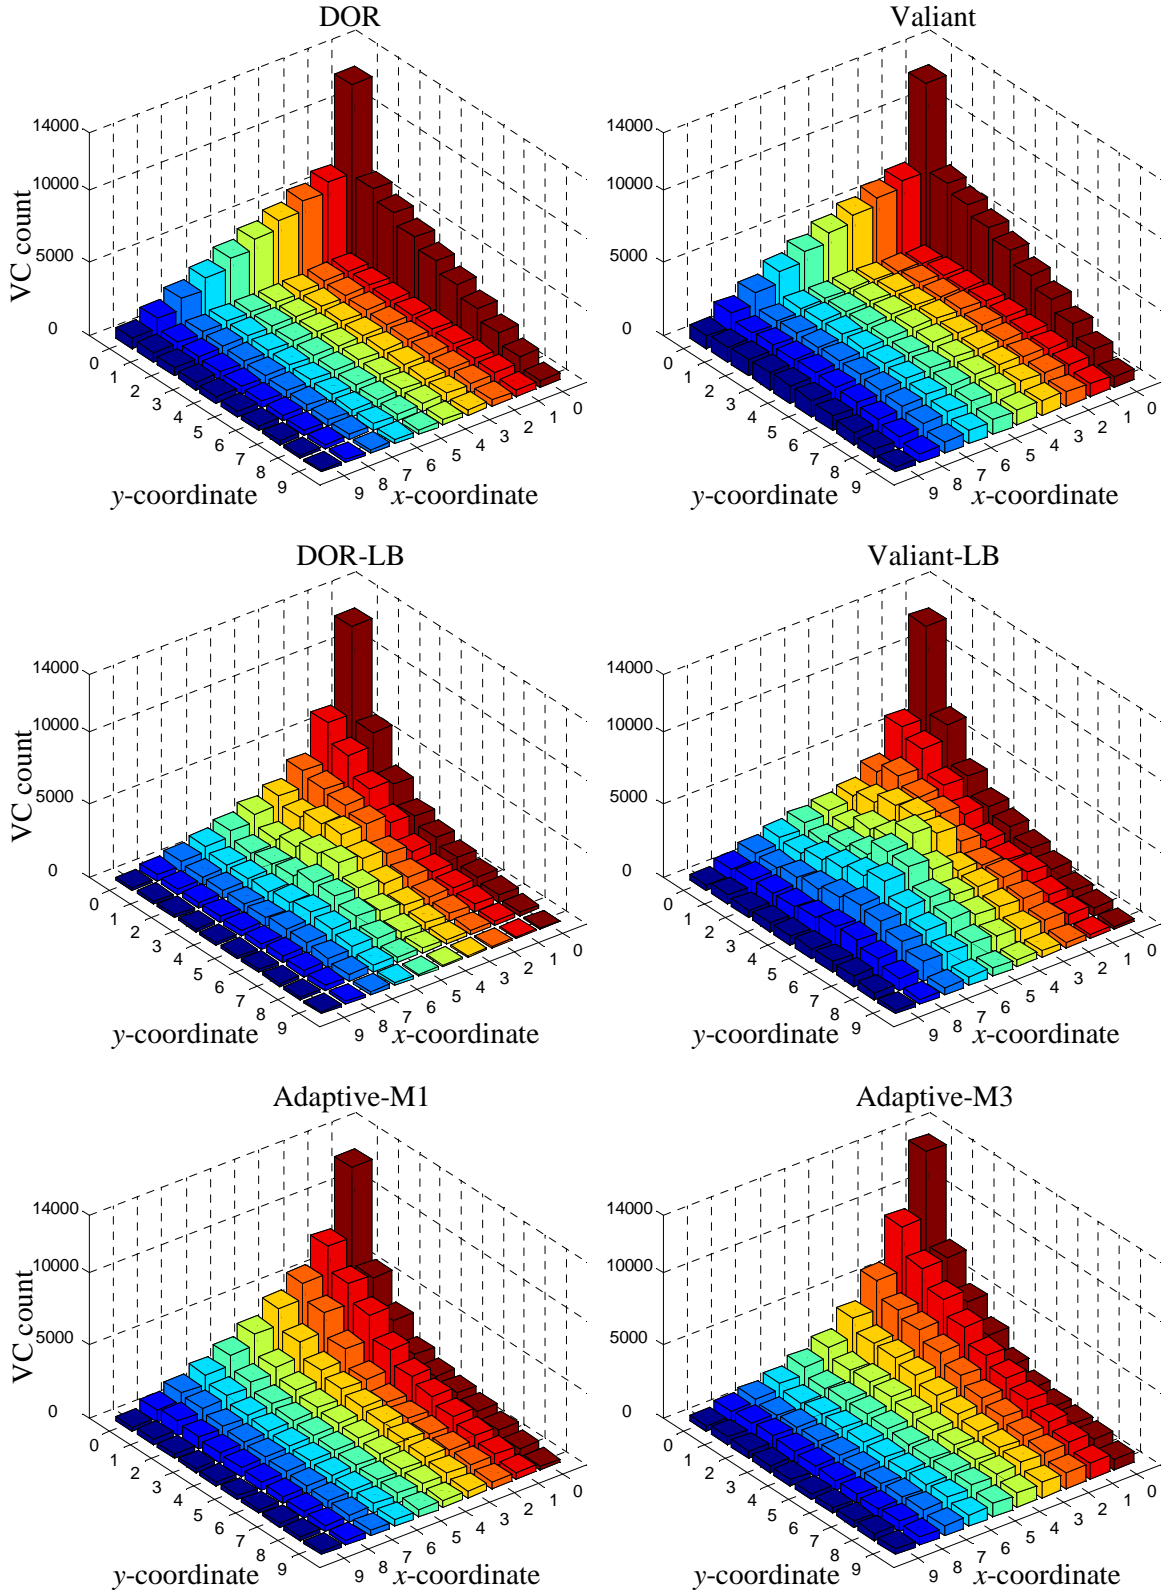 DOR
VC count
14000
10000
5000
0
0 1 2 3 4 5 6 7 8 9
y-coordinate
9 8 7 6 5 4 3 2 1 0
x-coordinate
Valiant
14000
10000
5000
0
0 1 2 3 4 5 6 7 8 9
y-coordinate
9 8 7 6 5 4 3 2 1 0
x-coordinate
DOR-LB
VC count
14000
10000
5000
0
0 1 2 3 4 5 6 7 8 9
y-coordinate
9 8 7 6 5 4 3 2 1 0
x-coordinate
Valiant-LB
14000
10000
5000
0
0 1 2 3 4 5 6 7 8 9
y-coordinate
9 8 7 6 5 4 3 2 1 0
x-coordinate
Adaptive-M1
VC count
14000
10000
5000
0
0 1 2 3 4 5 6 7 8 9
y-coordinate
9 8 7 6 5 4 3 2 1 0
x-coordinate
Adaptive-M3
14000
10000
5000
0
0 1 2 3 4 5 6 7 8 9
y-coordinate
9 8 7 6 5 4 3 2 1 0
x-coordinate